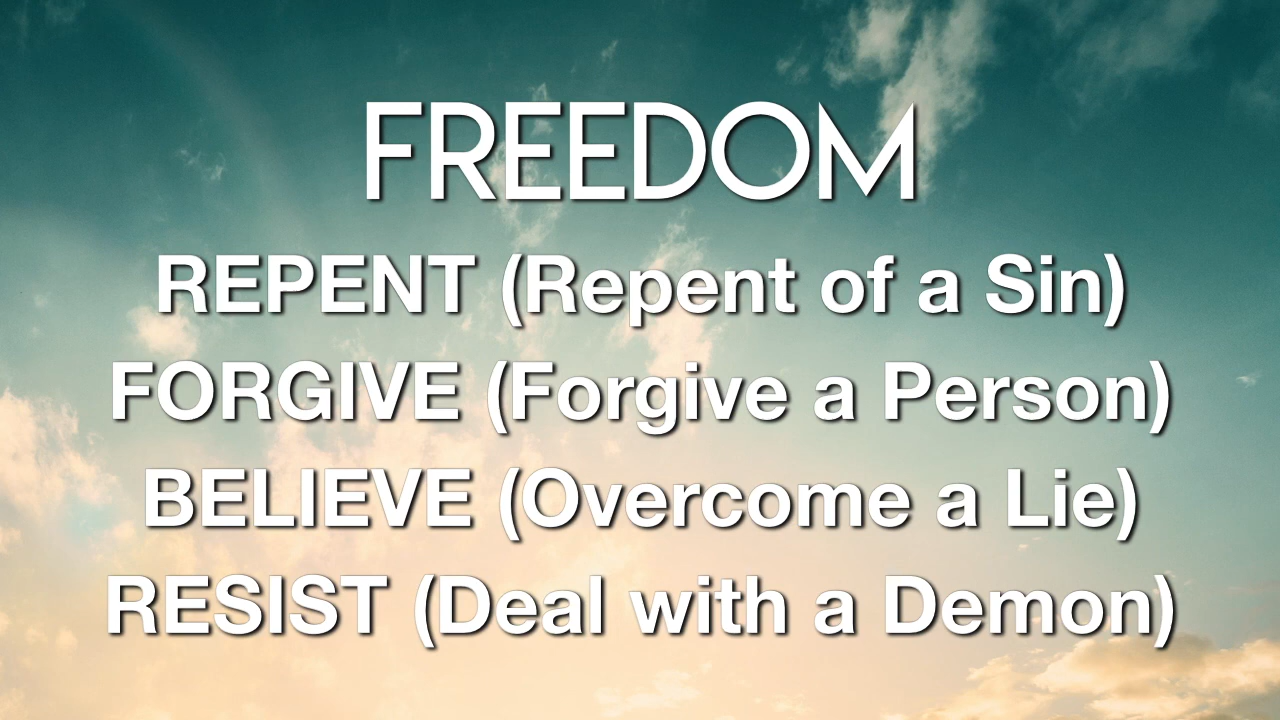 FREEDOM
REPENT (Repent of a Sin)
FORGIVE (Forgive a Person)
BELIEVE (Overcome a Lie)
RESIST (Deal with a Demon)